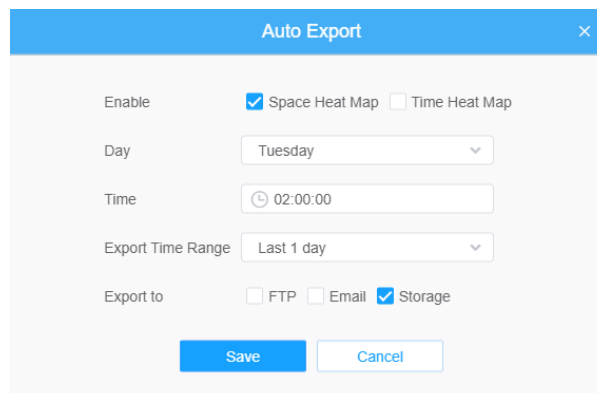 Auto Export
Enable Space Heat Map Time Heat Map
Day Tuesday
Time 02:00:00
Export Time Range Last 1 day
Export to FTP Email Storage
Save Cancel